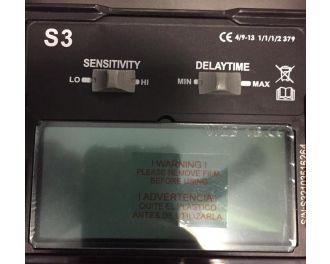 S3
CE 4/9-13 1/1/1/2 379
SENSITIVITY
DELAYTIME
LO
HI
MIN
MAX
! WARNING !
PLEASE REMOVE FILM
BEFORE USING
! ADVERTENCIA !
QUITE EL PLASTICO
ANTES DE UTILIZARLA